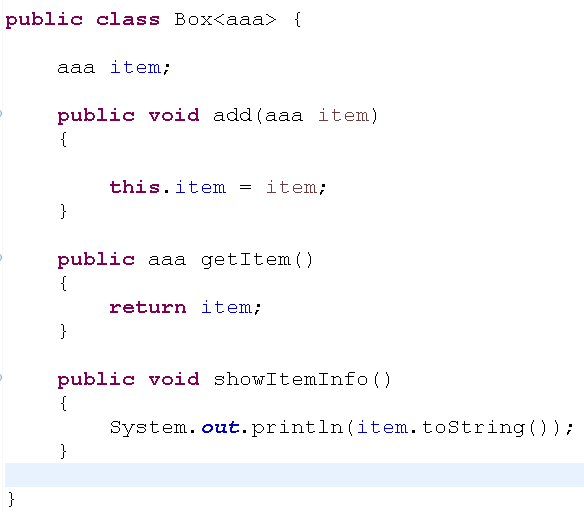 public class Box<aaa> {
aaa item;
public void add(aaa item)
{
this.item = item;
}
public aaa getItem()
{
return item;
}
public void showItemInfo()
{
System.out.println(item.toString());
}
}